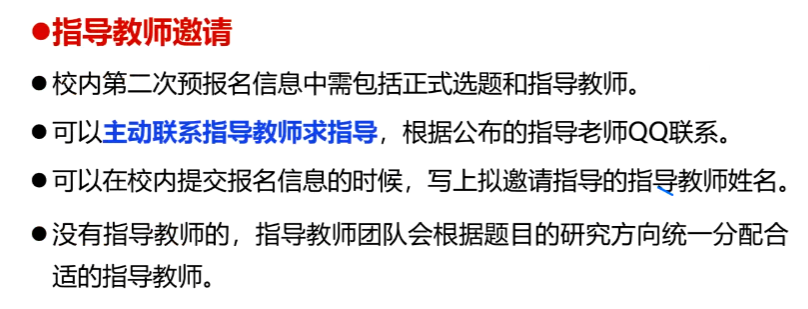 ●指导教师邀请
●校内第二次预报名信息中需包括正式选题和指导教师。
●可以主动联系指导教师求指导，根据公布的指导老师QQ联系。
●可以在校内提交报名信息的时候，写上拟邀请指导的指导教师姓名。
●没有指导教师的，指导教师团队会根据题目的研究方向统一分配合
适的指导教师。